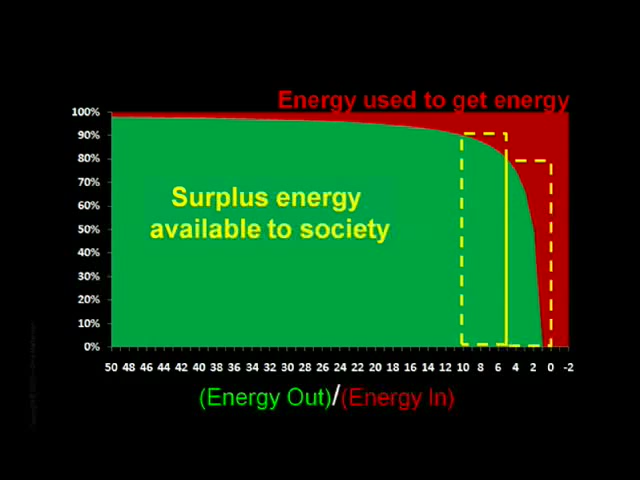 Energy used to get energy
100%
90%
80%
70%
60%
50%
40%
30%
20%
10%
0%
Surplus energy
available to society
50 48 46 44 42 40 38 36 34 32 30 28 26 24 22 20 18 16 14 12 10 8 6 4 2 0 -2
(Energy Out)/(Energy In)